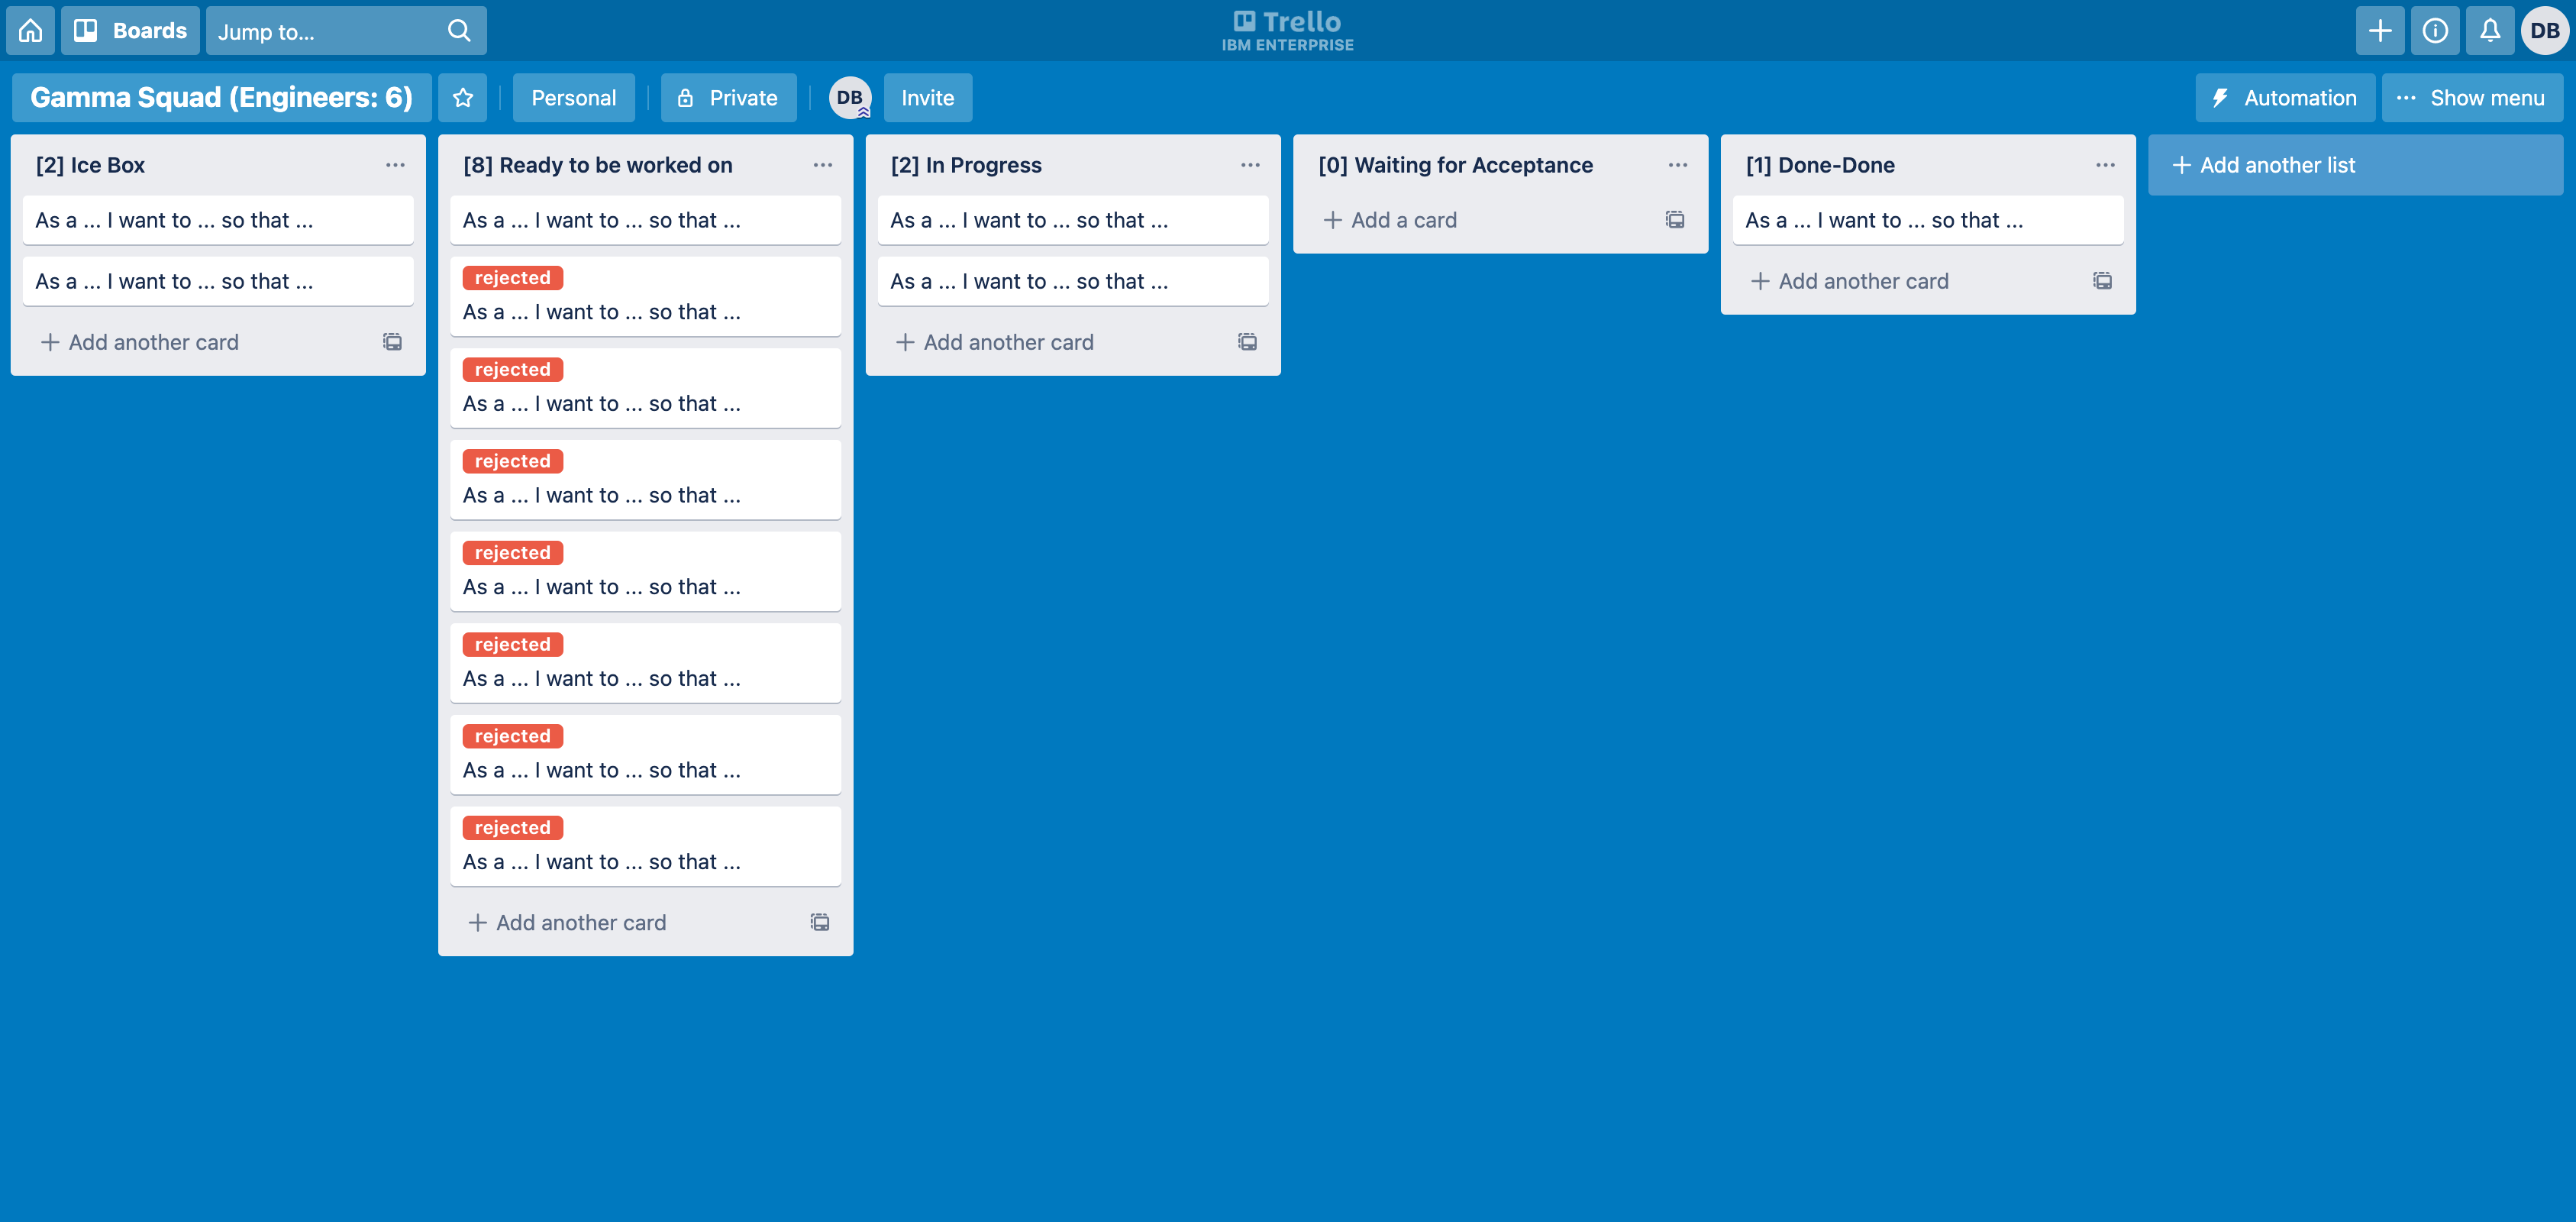 Boards
Jump to...
Trello
IBM ENTERPRISE
DB
Gamma Squad (Engineers: 6)
Personal
Private
DB
Invite
Automation
... Show menu
[2] Ice Box
As a ... I want to ... so that ...
As a ... I want to ... so that ...
+ Add another card
[8] Ready to be worked on
As a ... I want to ... so that ...
rejected
As a ... I want to ... so that ...
rejected
As a ... I want to ... so that ...
rejected
As a ... I want to ... so that ...
rejected
As a ... I want to ... so that ...
rejected
As a ... I want to ... so that ...
rejected
As a ... I want to ... so that ...
rejected
As a ... I want to ... so that ...
+ Add another card
[2] In Progress
As a ... I want to ... so that ...
As a ... I want to ... so that ...
+ Add another card
[0] Waiting for Acceptance
+ Add a card
[1] Done-Done
As a ... I want to ... so that ...
+ Add another card
+ Add another list